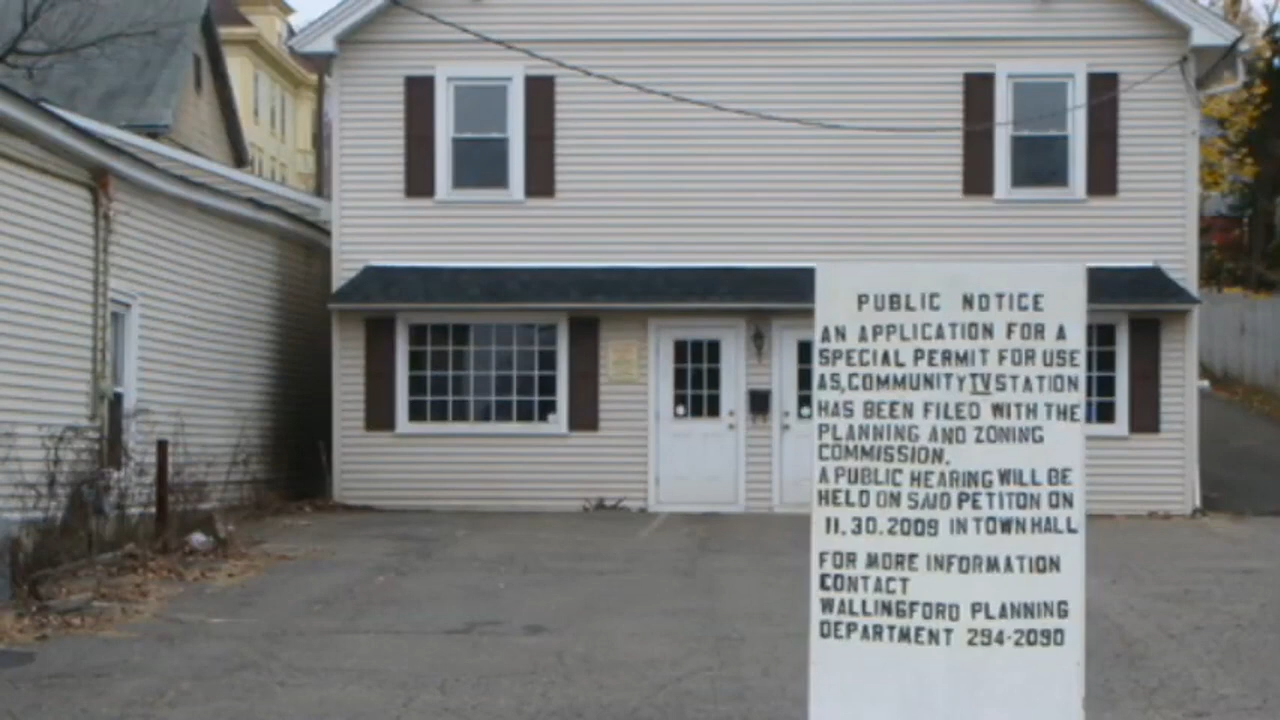 PUBLIC NOTICE
AN APPLICATION FOR A
SPECIAL PERMIT FOR USE
AS, COMMUNITY TV STATION
HAS BEEN FILED WITH THE
PLANNING AND ZONING
COMMISSION.
A PUBLIC HEARING WILL BE
HELD ON SAID PETITON ON
11.30.2009 IN TOWN HALL
FOR MORE INFORMATION
CONTACT
WALLINGFORD PLANNING
DEPARTMENT 294-2090